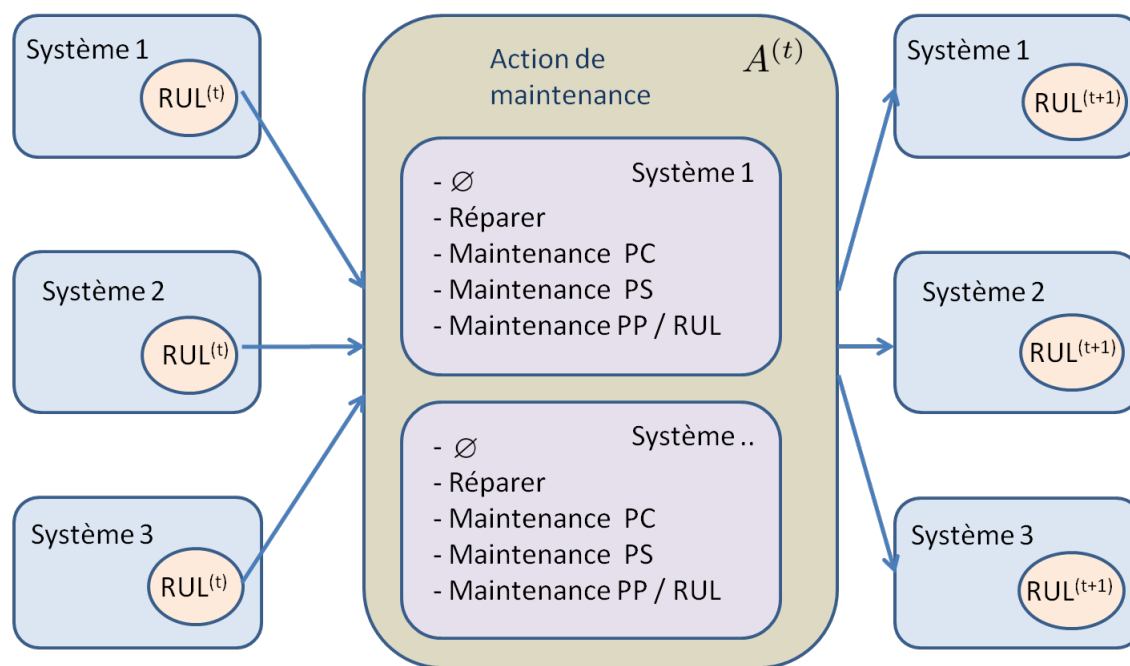 Système 1
RUL(t)
Système 2
RUL(t)
Système 3
RUL(t)
Action de
maintenance
A(t)
Système 1
- ∅
- Réparer
- Maintenance PC
- Maintenance PS
- Maintenance PP / RUL
Système ..
- ∅
- Réparer
- Maintenance PC
- Maintenance PS
- Maintenance PP / RUL
Système 1
RUL(t+1)
Système 2
RUL(t+1)
Système 3
RUL(t+1)